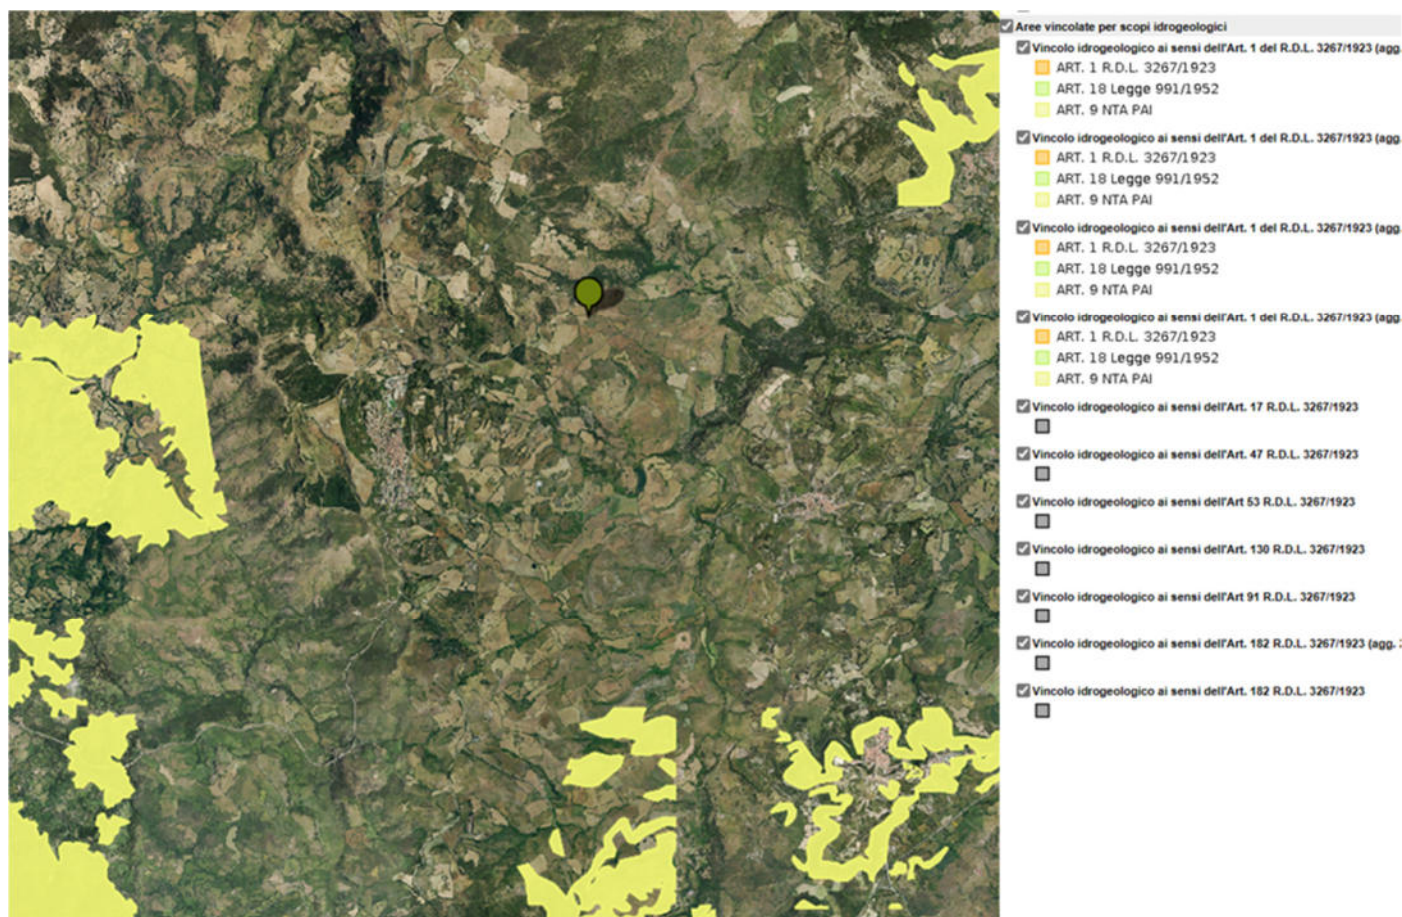 Aree vincolate per scopi idrogeologici
Vincolo idrogeologico ai sensi dell'Art. 1 del R.D.L. 3267/1923 (agg.
ART. 1 R.D.L. 3267/1923
ART. 18 Legge 991/1952
ART. 9 NTA PAI
Vincolo idrogeologico ai sensi dell'Art. 1 del R.D.L. 3267/1923 (agg.
ART. 1 R.D.L. 3267/1923
ART. 18 Legge 991/1952
ART. 9 NTA PAI
Vincolo idrogeologico ai sensi dell'Art. 1 del R.D.L. 3267/1923 (agg.
ART. 1 R.D.L. 3267/1923
ART. 18 Legge 991/1952
ART. 9 NTA PAI
Vincolo idrogeologico ai sensi dell'Art. 1 del R.D.L. 3267/1923 (agg.
ART. 1 R.D.L. 3267/1923
ART. 18 Legge 991/1952
ART. 9 NTA PAI
Vincolo idrogeologico ai sensi dell'Art. 17 R.D.L. 3267/1923
Vincolo idrogeologico ai sensi dell'Art. 47 R.D.L. 3267/1923
Vincolo idrogeologico ai sensi dell'Art 53 R.D.L. 3267/1923
Vincolo idrogeologico ai sensi dell'Art. 130 R.D.L. 3267/1923
Vincolo idrogeologico ai sensi dell'Art 91 R.D.L. 3267/1923
Vincolo idrogeologico ai sensi dell'Art. 182 R.D.L. 3267/1923 (agg.
Vincolo idrogeologico ai sensi dell'Art. 182 R.D.L. 3267/1923